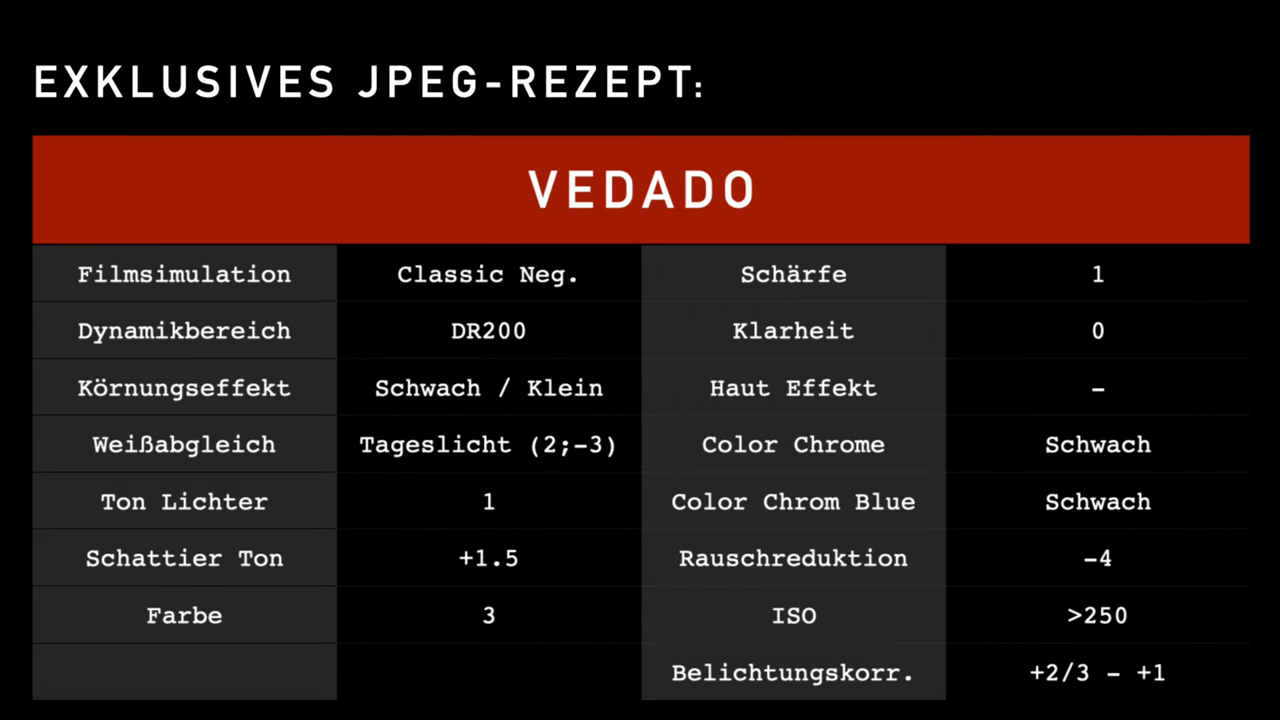 EXKLUSIVES JPEG-REZEPT:
VEDADO
Filmsimulation Classic Neg. Schärfe 1
Dynamikbereich DR200 Klarheit 0
Körnungseffekt Schwach / Klein Haut Effekt -
Weißabgleich Tageslicht (2;-3) Color Chrome Schwach
Ton Lichter 1 Color Chrom Blue Schwach
Schattier Ton +1.5 Rauschreduktion -4
Farbe 3 ISO >250
Belichtungskorr. +2/3 - +1